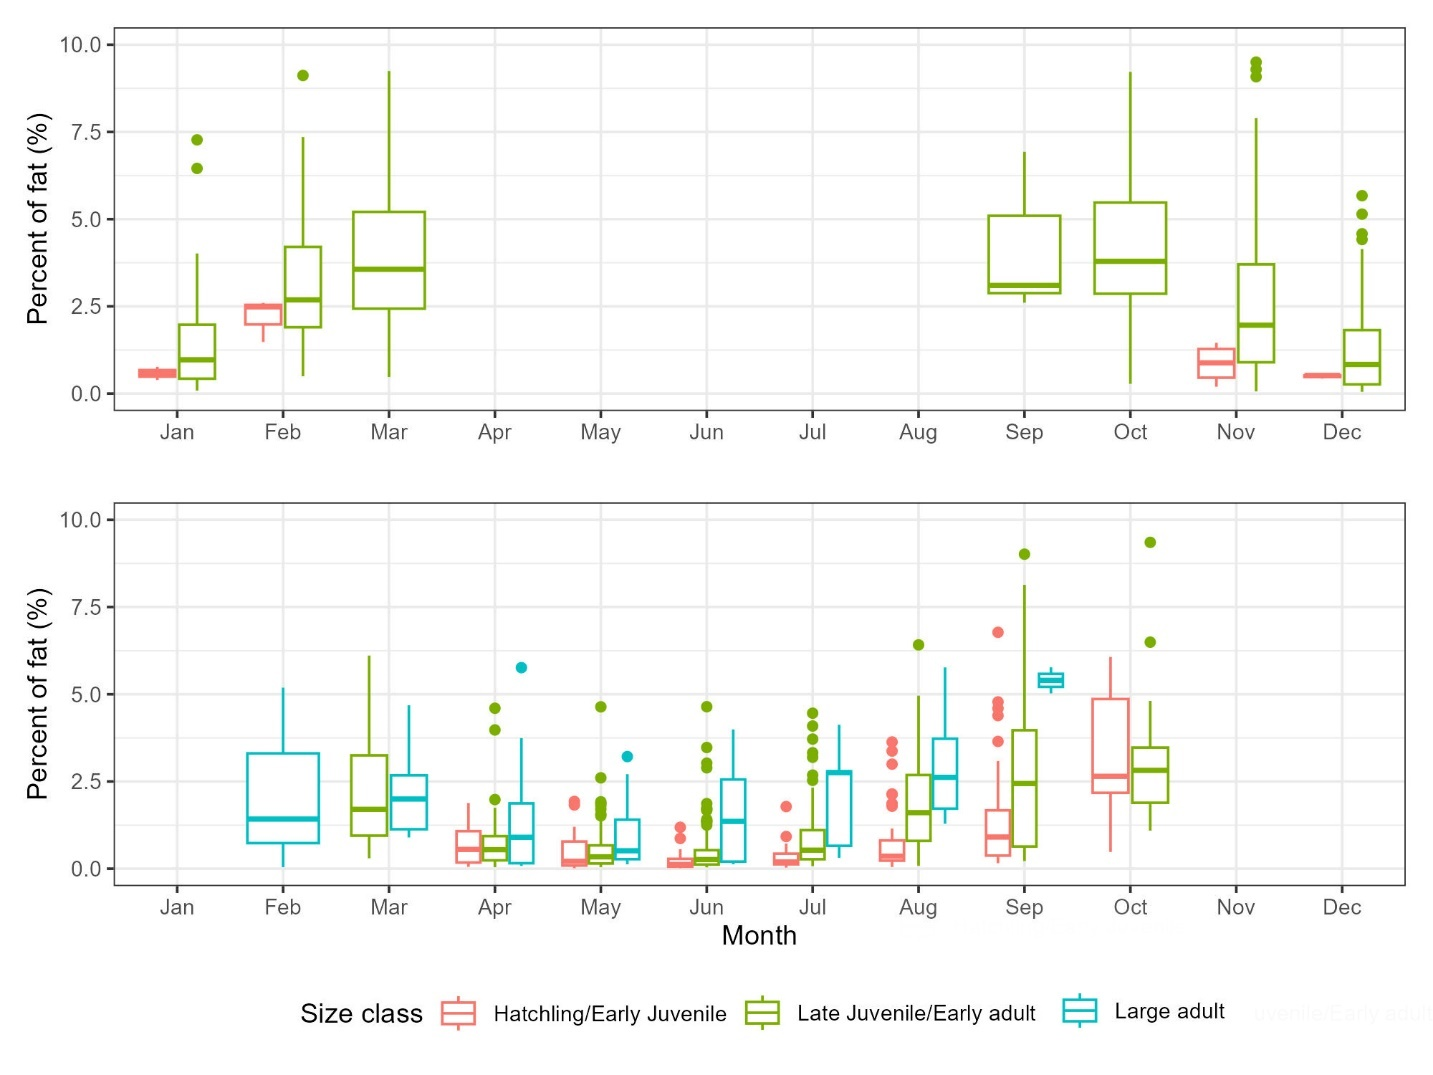 Percent of fat (%)
10.0
7.5
5.0
2.5
0.0
Jan Feb Mar Apr May Jun Jul Aug Sep Oct Nov Dec
Percent of fat (%)
10.0
7.5
5.0
2.5
0.0
Jan Feb Mar Apr May Jun Jul Aug Sep Oct Nov Dec
Month
Size class Hatchling/Early Juvenile Late Juvenile/Early adult Large adult